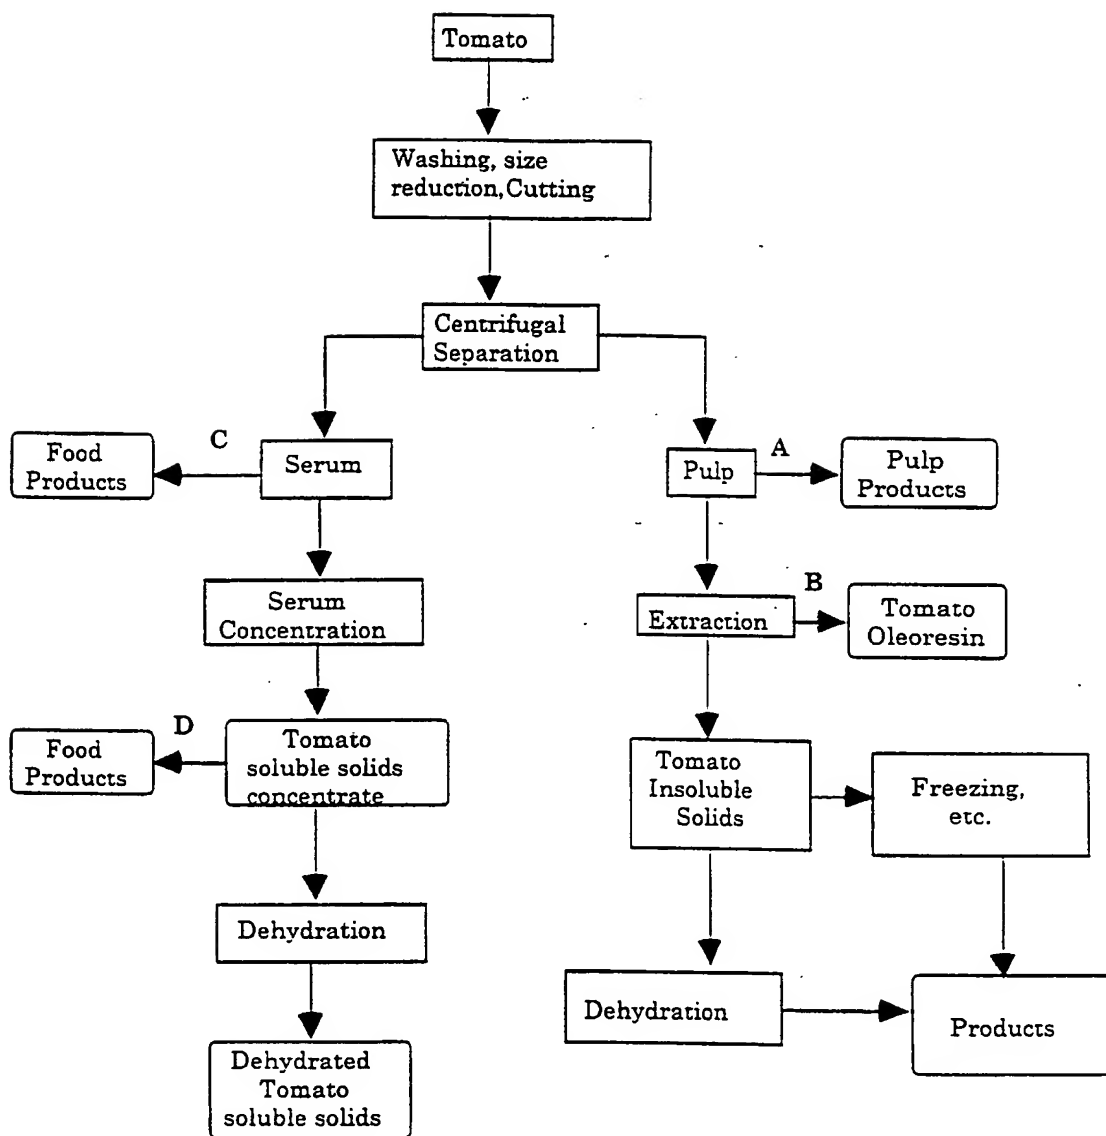 Tomato
Washing, size
reduction, Cutting
Centrifugal
Separation
C
Food
Products
Serum
Pulp
A
Pulp
Products
Serum
Concentration
Extraction
B
Tomato
Oleoresin
D
Food
Products
Tomato
soluble solids
concentrate
Tomato
Insoluble
Solids
Freezing,
etc.
Dehydration
Dehydration
Products
Dehydrated
Tomato
soluble solids